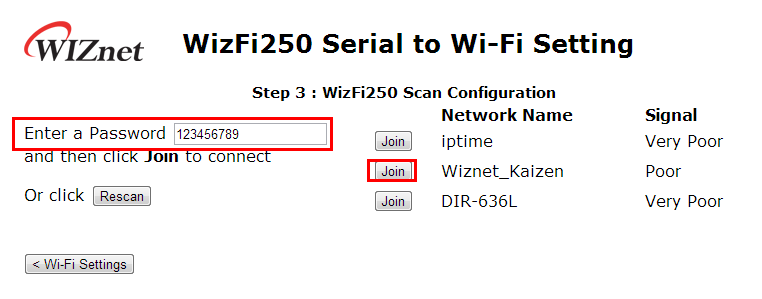 WIZnet
WizFi250 Serial to Wi-Fi Setting
Step 3 : WizFi250 Scan Configuration
Enter a Password 123456789
and then click Join to connect
Or click Rescan
Network Name Signal
Join iptime Very Poor
Join Wiznet_Kaizen Poor
Join DIR-636L Very Poor
< Wi-Fi Settings